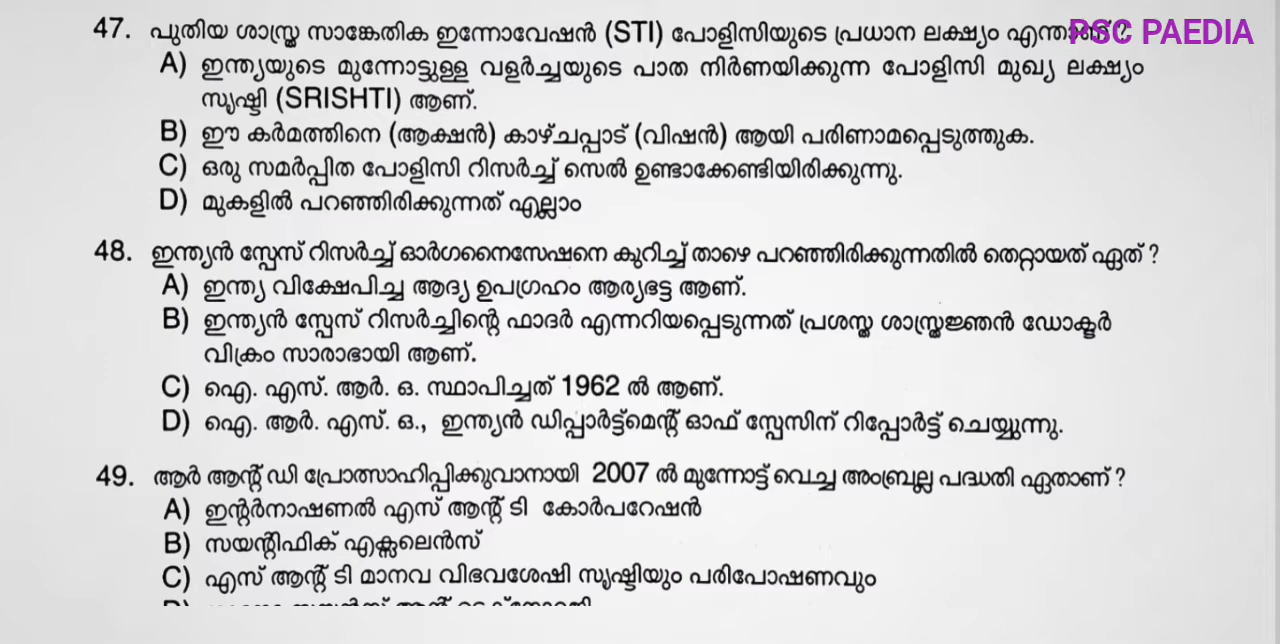 47. പുതിയ ശാസ്ത്ര സാങ്കേതിക ഇന്നോവേഷൻ (STI) പോളിസിയുടെ പ്രധാന ലക്ഷ്യം എന്താണ് ?
PSC PAEDIA
A) ഇന്ത്യയുടെ മുന്നോട്ടുള്ള വളർച്ചയുടെ പാത നിർണയിക്കുന്ന പോളിസി മുഖ്യ ലക്ഷ്യം
സൃഷ്ടി (SRISHTI) ആണ്.
B) ഈ കർമത്തിനെ (ആക്ഷൻ) കാഴ്ചപ്പാട് (വിഷൻ) ആയി പരിണാമപ്പെടുത്തുക.
C) ഒരു സമർപ്പിത പോളിസി റിസർച്ച് സെൽ ഉണ്ടാക്കേണ്ടിയിരിക്കുന്നു.
D) മുകളിൽ പറഞ്ഞിരിക്കുന്നത് എല്ലാം
48. ഇന്ത്യൻ സ്പേസ് റിസർച്ച് ഓർഗനൈസേഷനെ കുറിച്ച് താഴെ പറഞ്ഞിരിക്കുന്നതിൽ തെറ്റായത് ഏത് ?
A) ഇന്ത്യ വിക്ഷേപിച്ച ആദ്യ ഉപഗ്രഹം ആര്യഭട്ട ആണ്.
B) ഇന്ത്യൻ സ്പേസ് റിസർച്ചിന്റെ ഫാദർ എന്നറിയപ്പെടുന്നത് പ്രശസ്ത ശാസ്ത്രജ്ഞൻ ഡോക്ടർ
വിക്രം സാരാഭായി ആണ്.
C) ഐ. എസ്. ആർ. ഒ. സ്ഥാപിച്ചത് 1962 ൽ ആണ്.
D) ഐ. ആർ. എസ്. ഒ., ഇന്ത്യൻ ഡിപ്പാർട്ട്മെന്റ് ഓഫ് സ്പേസിന് റിപ്പോർട്ട് ചെയ്യുന്നു.
49. ആർ ആന്റ് ഡി പ്രോത്സാഹിപ്പിക്കുവാനായി 2007 ൽ മുന്നോട്ട് വെച്ച അംബ്രല്ല പദ്ധതി ഏതാണ് ?
A) ഇന്റർനാഷണൽ എസ് ആന്റ് ടി കോർപറേഷൻ
B) സയന്റിഫിക് എക്സലെൻസ്
C) എസ് ആന്റ് ടി മാനവ വിഭവശേഷി സൃഷ്ടിയും പരിപോഷണവും